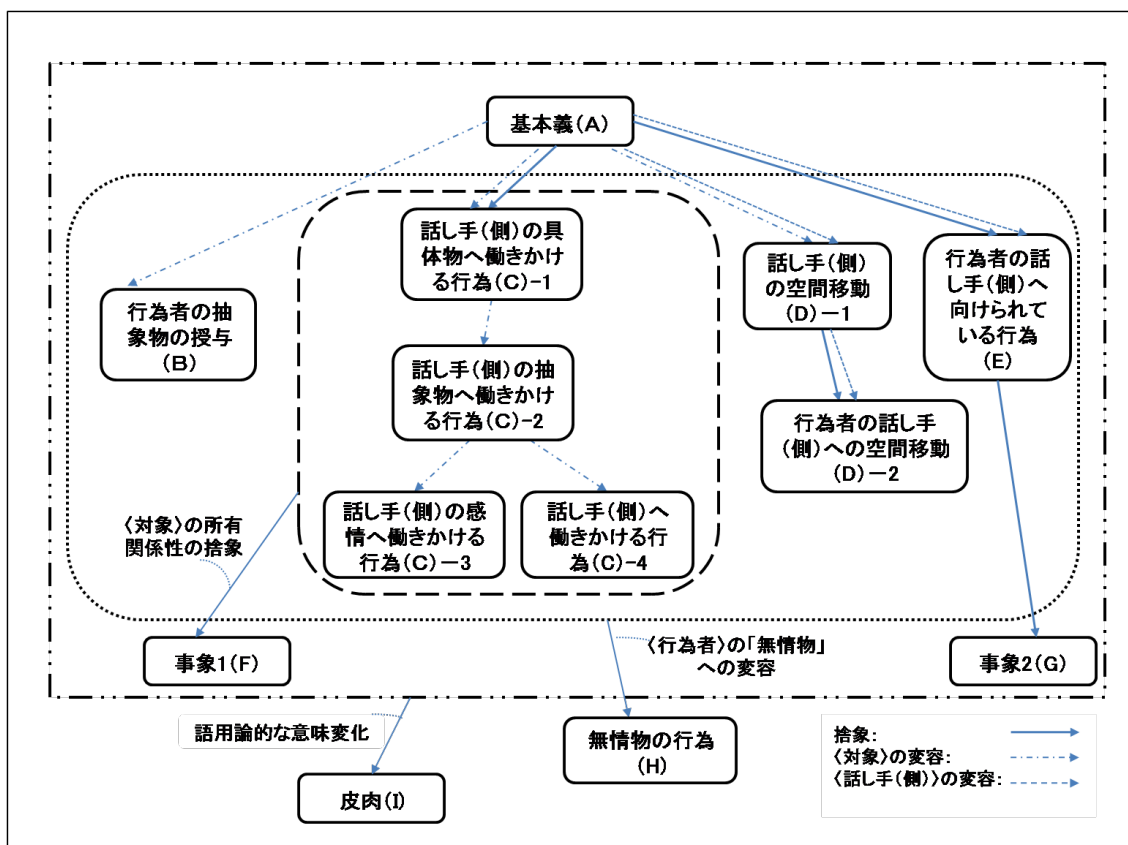 基本義(A)
話し手(側)の具
体物へ働きかけ
る行為(C)-1
話し手(側)
の空間移動
(D)-1
行為者の話
し手(側)へ
向けられて
いる行為
(E)
行為者の抽
象物の授与
(B)
話し手(側)の抽
象物へ働きかけ
る行為(C)-2
行為者の話し手
(側)への空間移動
(D)-2
話し手(側)の感
情へ働きかける
行為(C)-3
話し手(側)へ
働きかける行
為(C)-4
〈対象〉の所有
関係性の捨象
事象1(F)
〈行為者〉の「無情物」
への変容
事象2(G)
語用論的な意味変化
無情物の行為
(H)
皮肉(I)
捨象:
〈対象〉の変容:
〈話し手(側)〉の変容: